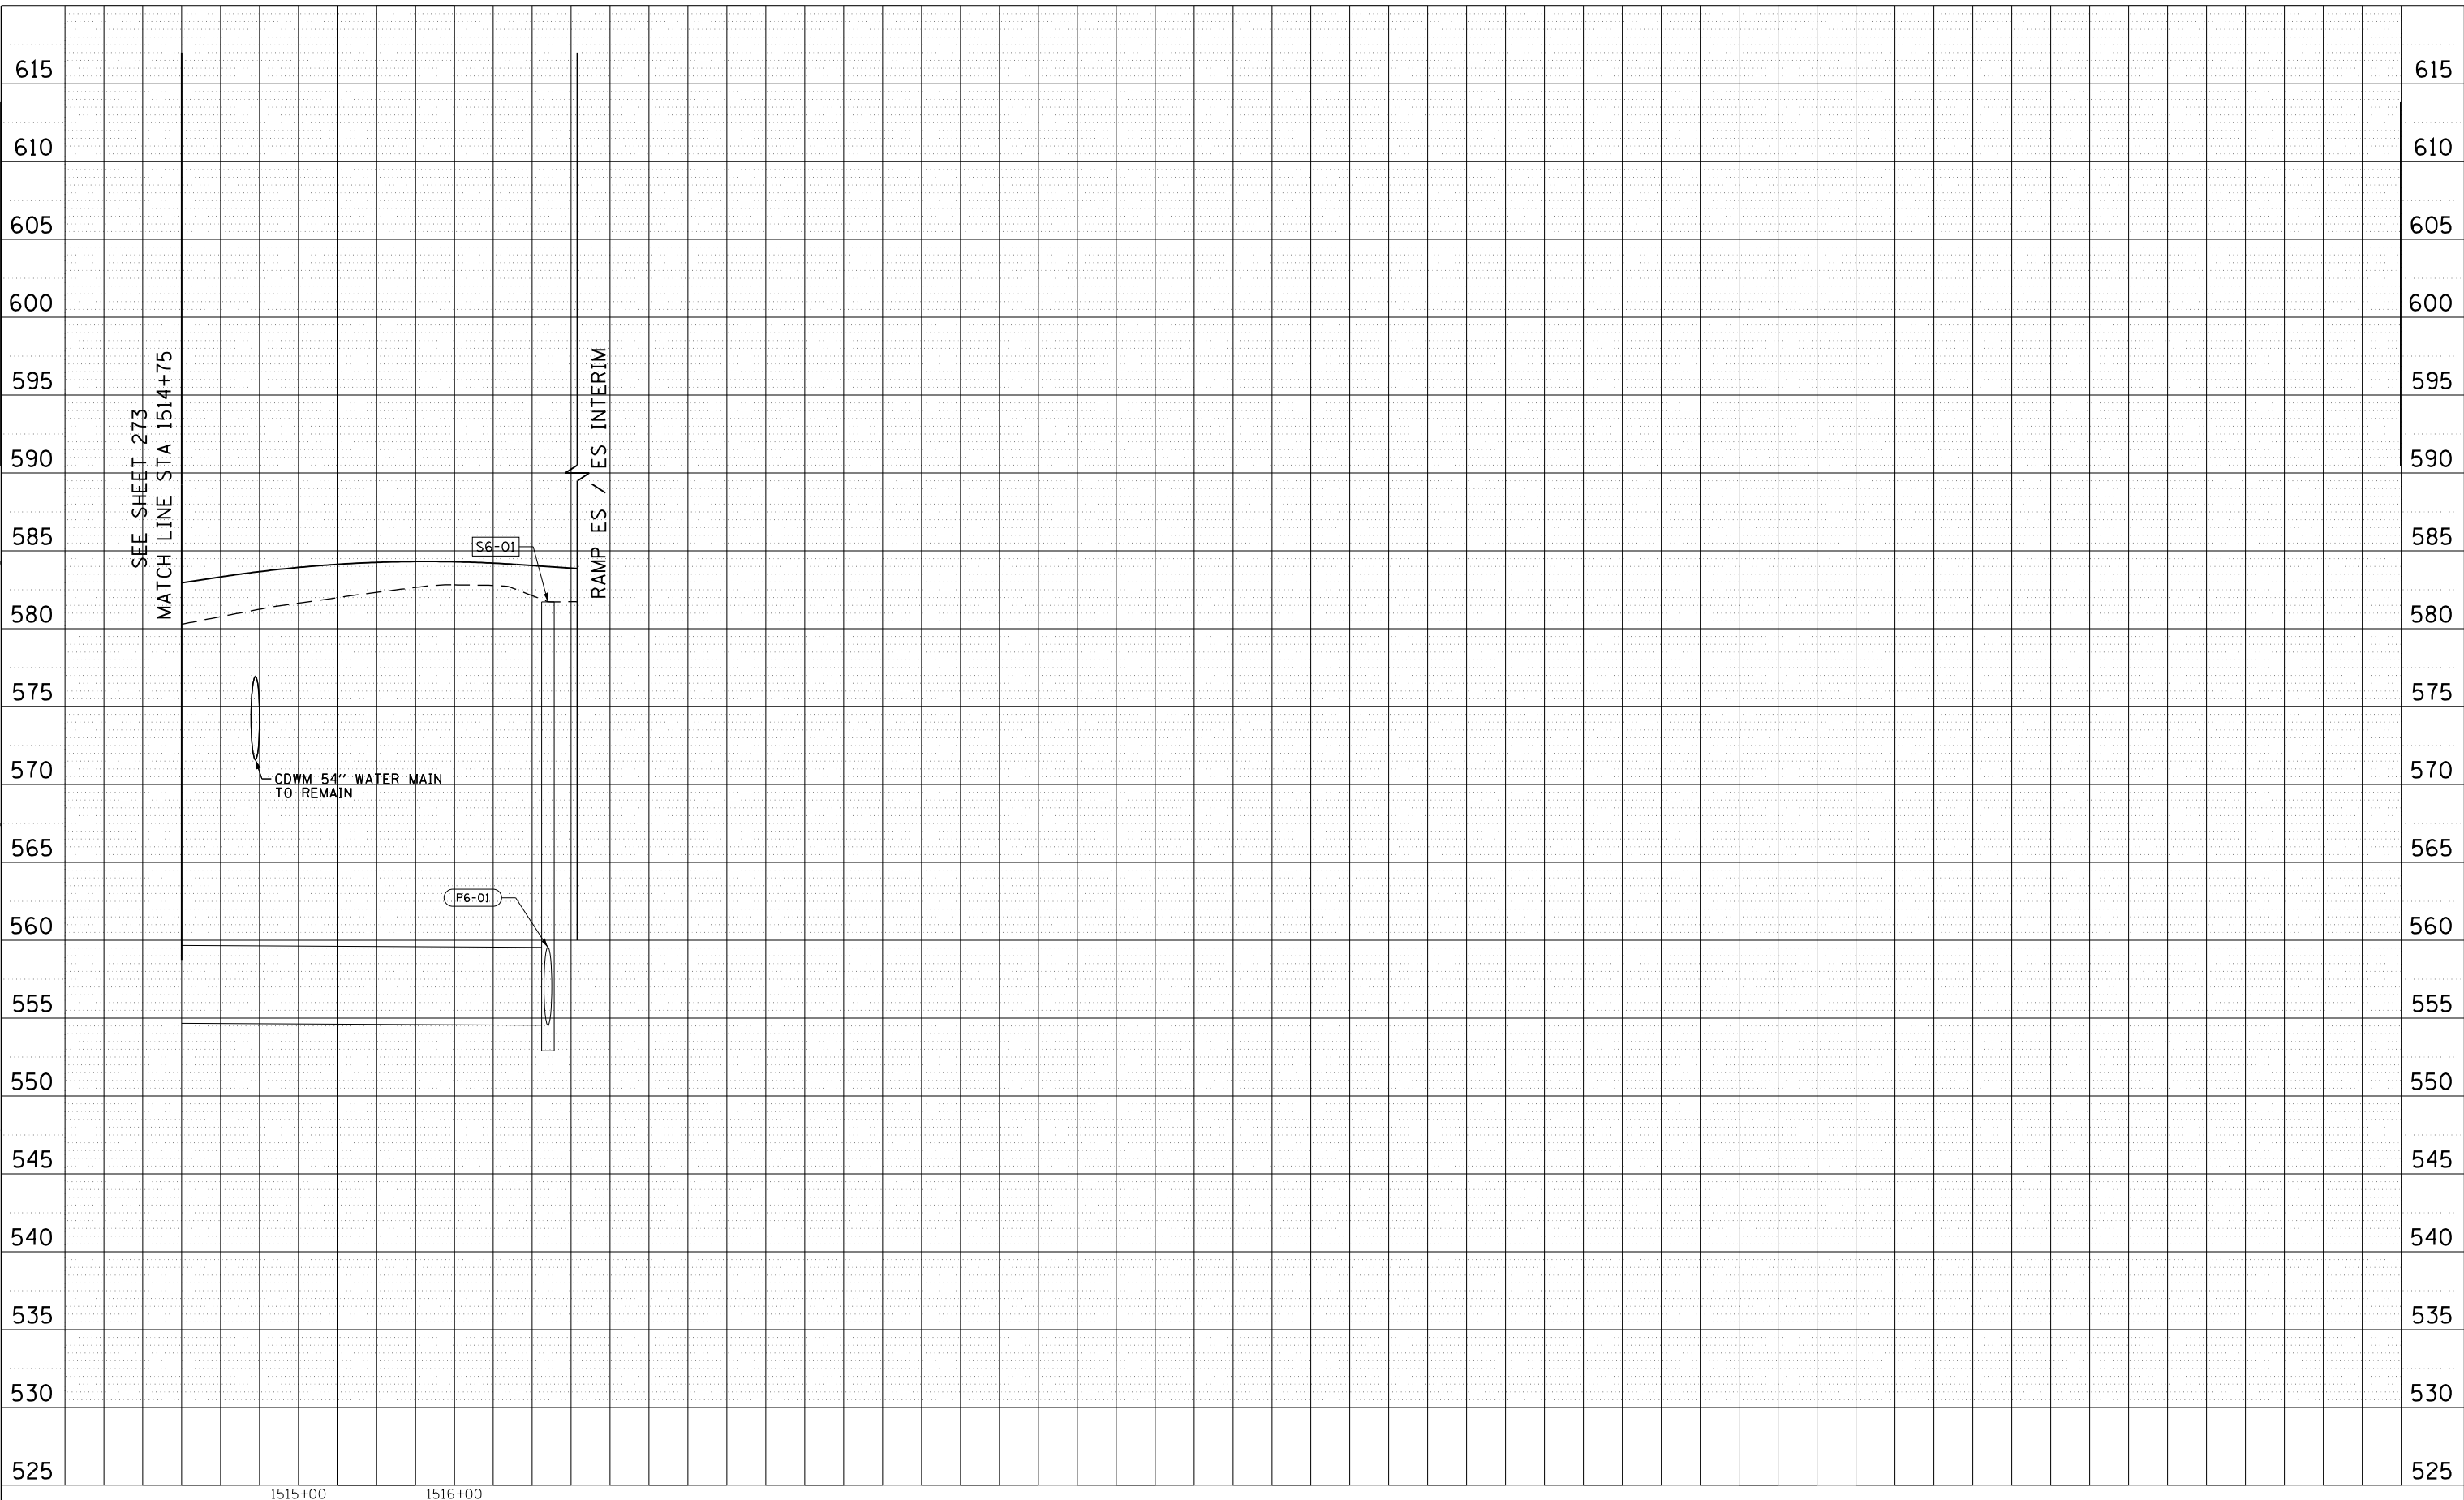 615 615
610 610
605 605
600 600
595 595
590 590
585 585
580 580
575 575
570 570
565 565
560 560
555 555
550 550
545 545
540 540
535 535
530 530
525 525
SEE SHEET 273
MATCH LINE STA 1514+75
RAMP ES / ES INTERIM
S6-01
CDWM 54" WATER MAIN
TO REMAIN
P6-01
1515+00 1516+00